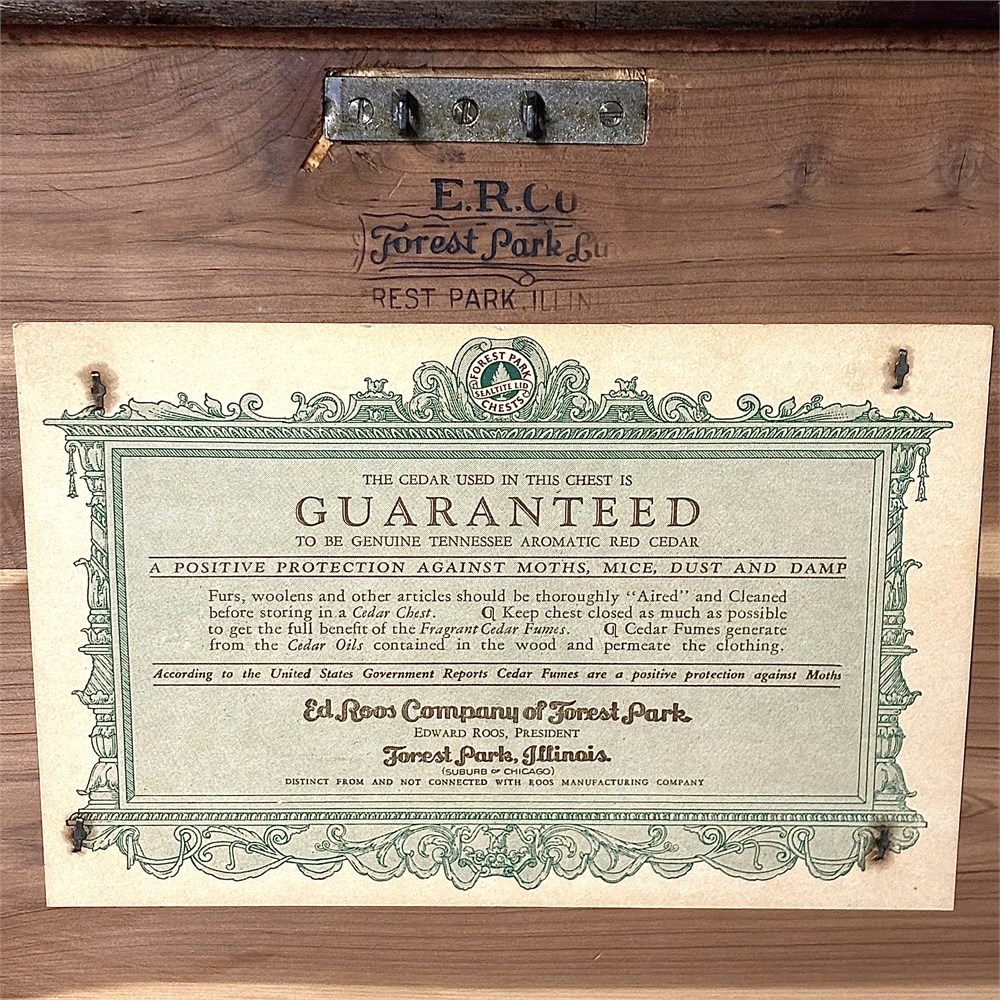 E.R.Co
Forest Park
REST PARK, ILLIN
FOREST PARK
SEALTITE LID
CHESTS
THE CEDAR USED IN THIS CHEST IS
GUARANTEED
TO BE GENUINE TENNESSEE AROMATIC RED CEDAR
A POSITIVE PROTECTION AGAINST MOTHS, MICE, DUST AND DAMP
Furs, woolens and other articles should be thoroughly “Aired” and Cleaned
before storing in a Cedar Chest. ¶ Keep chest closed as much as possible
to get the full benefit of the Fragrant Cedar Fumes. ¶ Cedar Fumes generate
from the Cedar Oils contained in the wood and permeate the clothing.
According to the United States Government Reports Cedar Fumes are a positive protection against Moths
Ed Roos Company of Forest Park
EDWARD ROOS, PRESIDENT
Forest Park, Illinois.
(SUBURB OF CHICAGO)
DISTINCT FROM AND NOT CONNECTED WITH ROOS MANUFACTURING COMPANY